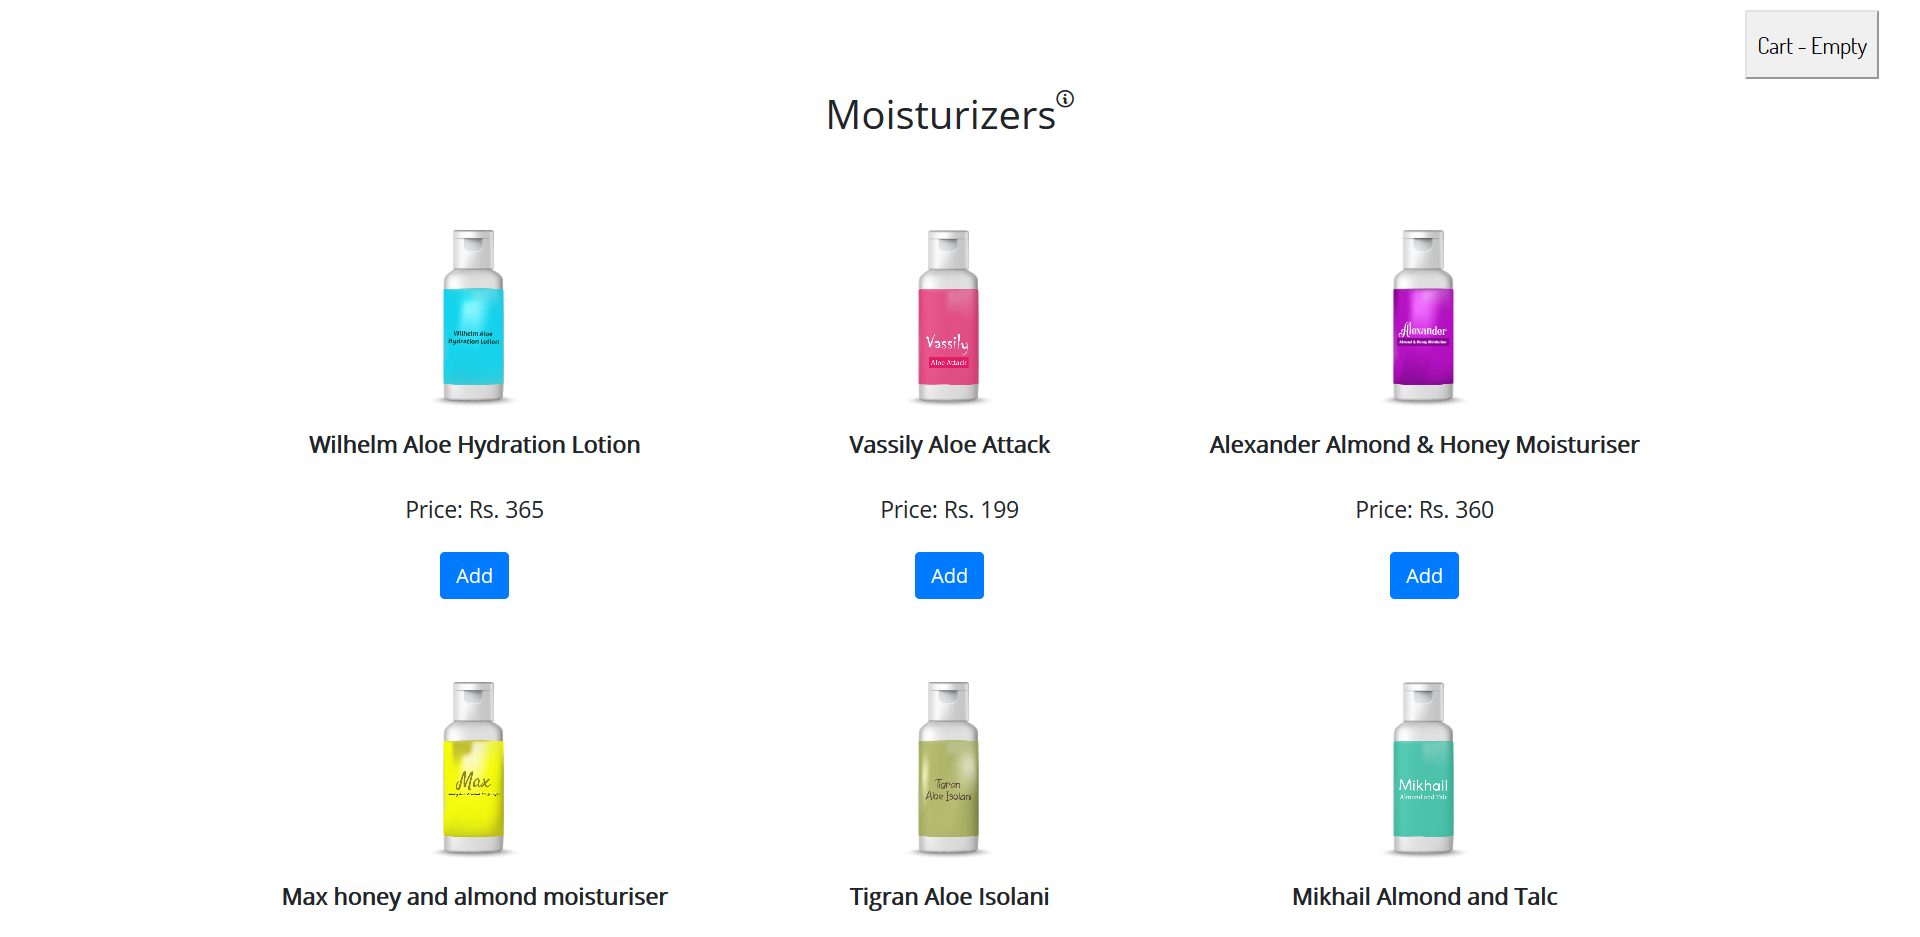 Cart - Empty
Moisturizers
Wilhelm Aloe
Hydration Lotion
Vassily
Aloe Attack
Alexander
Almond & Honey Moisturiser
Wilhelm Aloe Hydration Lotion
Vassily Aloe Attack
Alexander Almond & Honey Moisturiser
Price: Rs. 365
Price: Rs. 199
Price: Rs. 360
Add
Add
Add
Max
Tigran
Aloe Isolani
Mikhail
Almond and Talc
Max honey and almond moisturiser
Tigran Aloe Isolani
Mikhail Almond and Talc